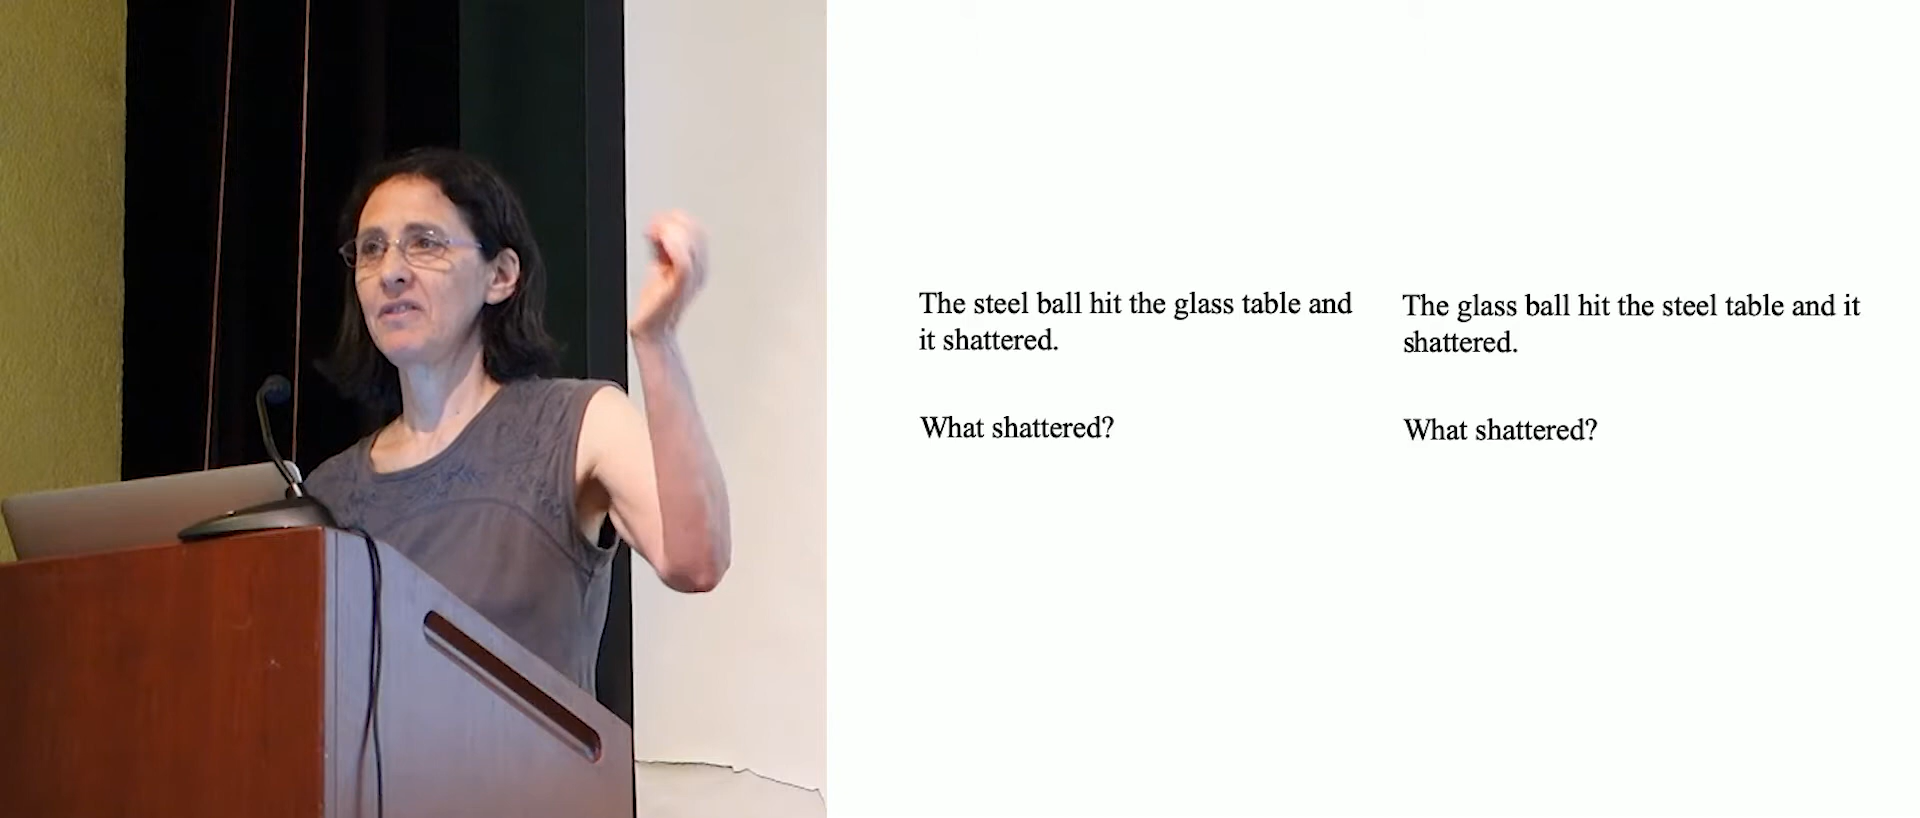 The steel ball hit the glass table and
it shattered.
What shattered?
The glass ball hit the steel table and it
shattered.
What shattered?